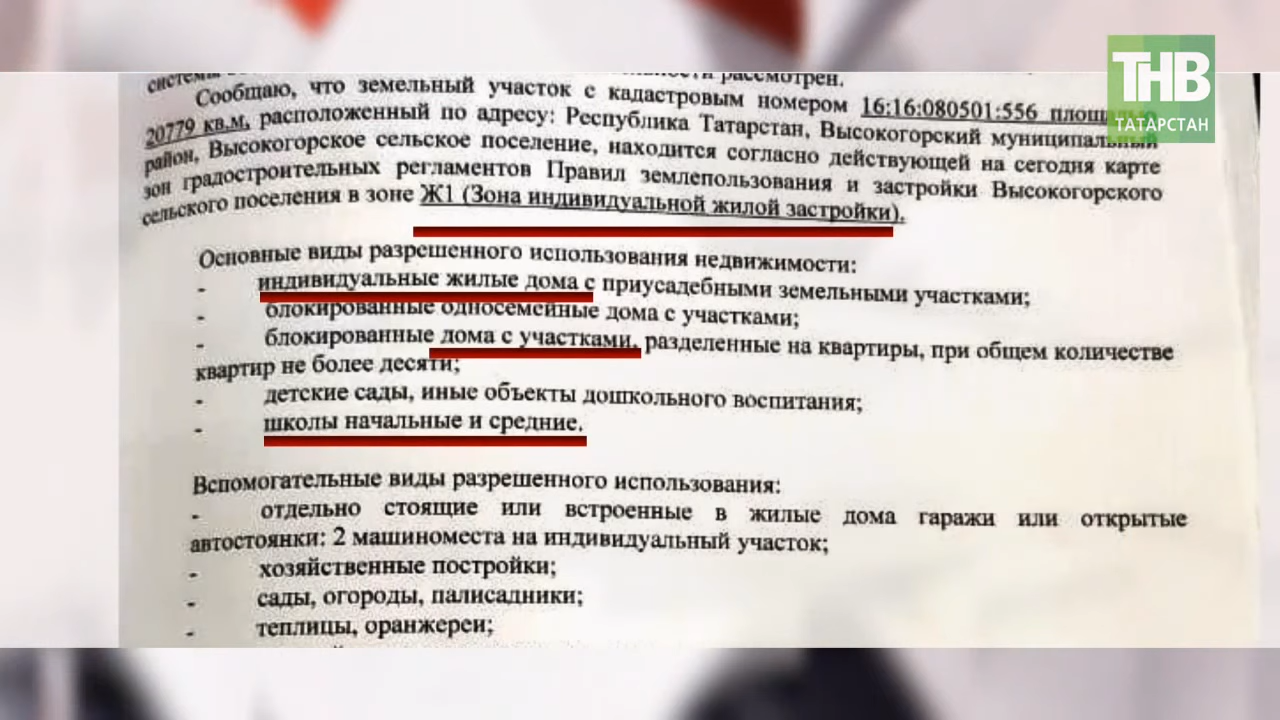 рассмотрен.
Сообщаю, что земельный участок с кадастровым номером 16:16:080501:556
20779 кв.м, расположенный по адресу: Республика Татарстан, Высокогорский муниципальный
район, Высокогорское сельское поселение, находится согласно действующей на сегодня карте
зон градостроительных регламентов Правил землепользования и застройки Высокогорского
сельского поселения в зоне Ж1 (Зона индивидуальной жилой застройки).
Основные виды разрешенного использования недвижимости:
- индивидуальные жилые дома с приусадебными земельными участками;
- блокированные односемейные дома с участками;
- блокированные дома с участками, разделенные на квартиры, при общем количестве
квартир не более десяти;
- детские сады, иные объекты дошкольного воспитания;
- школы начальные и средние.
Вспомогательные виды разрешенного использования:
- отдельно стоящие или встроенные в жилые дома гаражи или открытые
автостоянки: 2 машиноместа на индивидуальный участок;
- хозяйственные постройки;
- сады, огороды, палисадники;
- теплицы, оранжереи;
ТНВ
ТАТАРСТАН